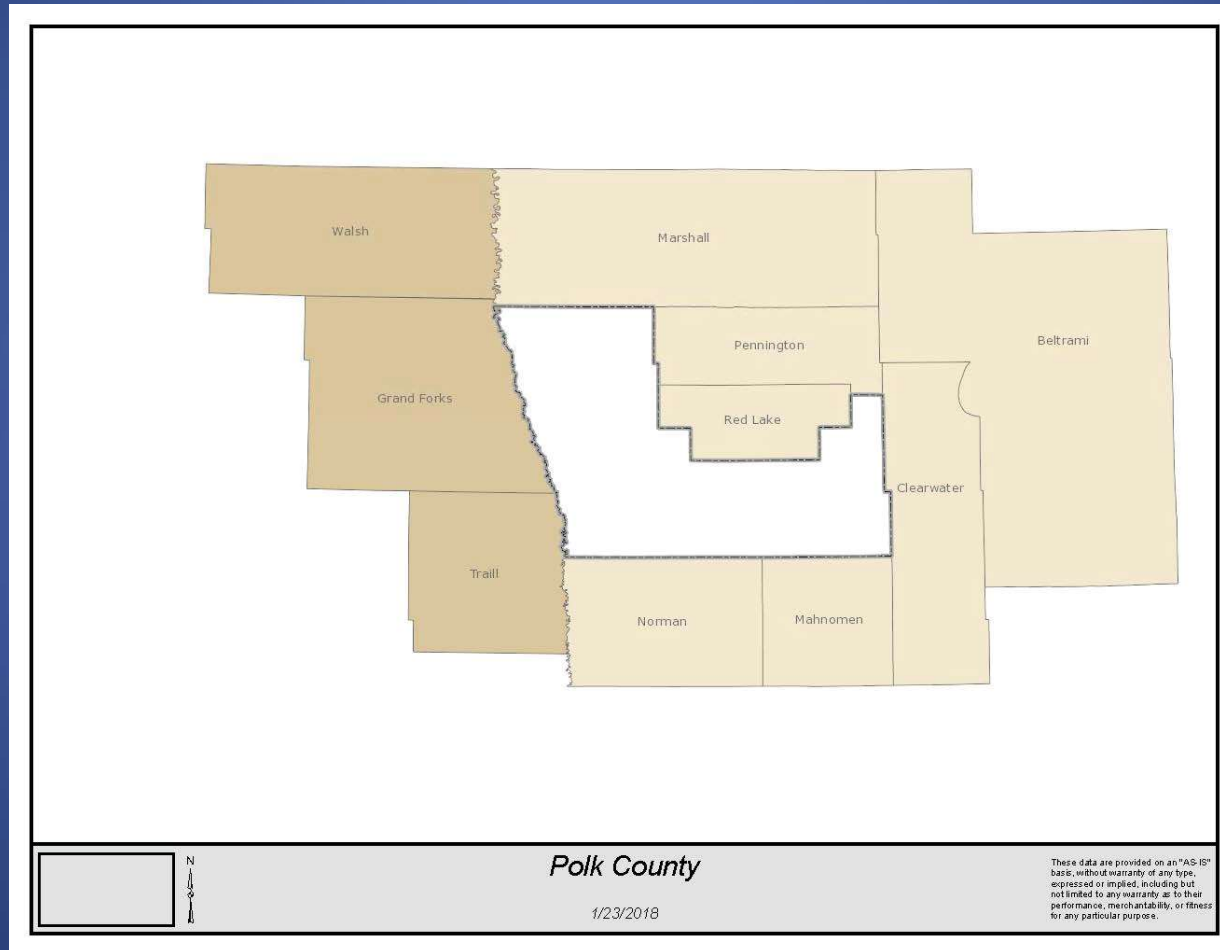 Walsh
Marshall
Pennington
Beltrami
Grand Forks
Red Lake
Clearwater
Traill
Norman
Mahnomen
N
Polk County
1/23/2018
These data are provided on an "AS-IS"
basis, without warranty of any type,
expressed or implied, including but
not limited to any warranty as to their
performance, merchantability, or fitness
for any particular purpose.